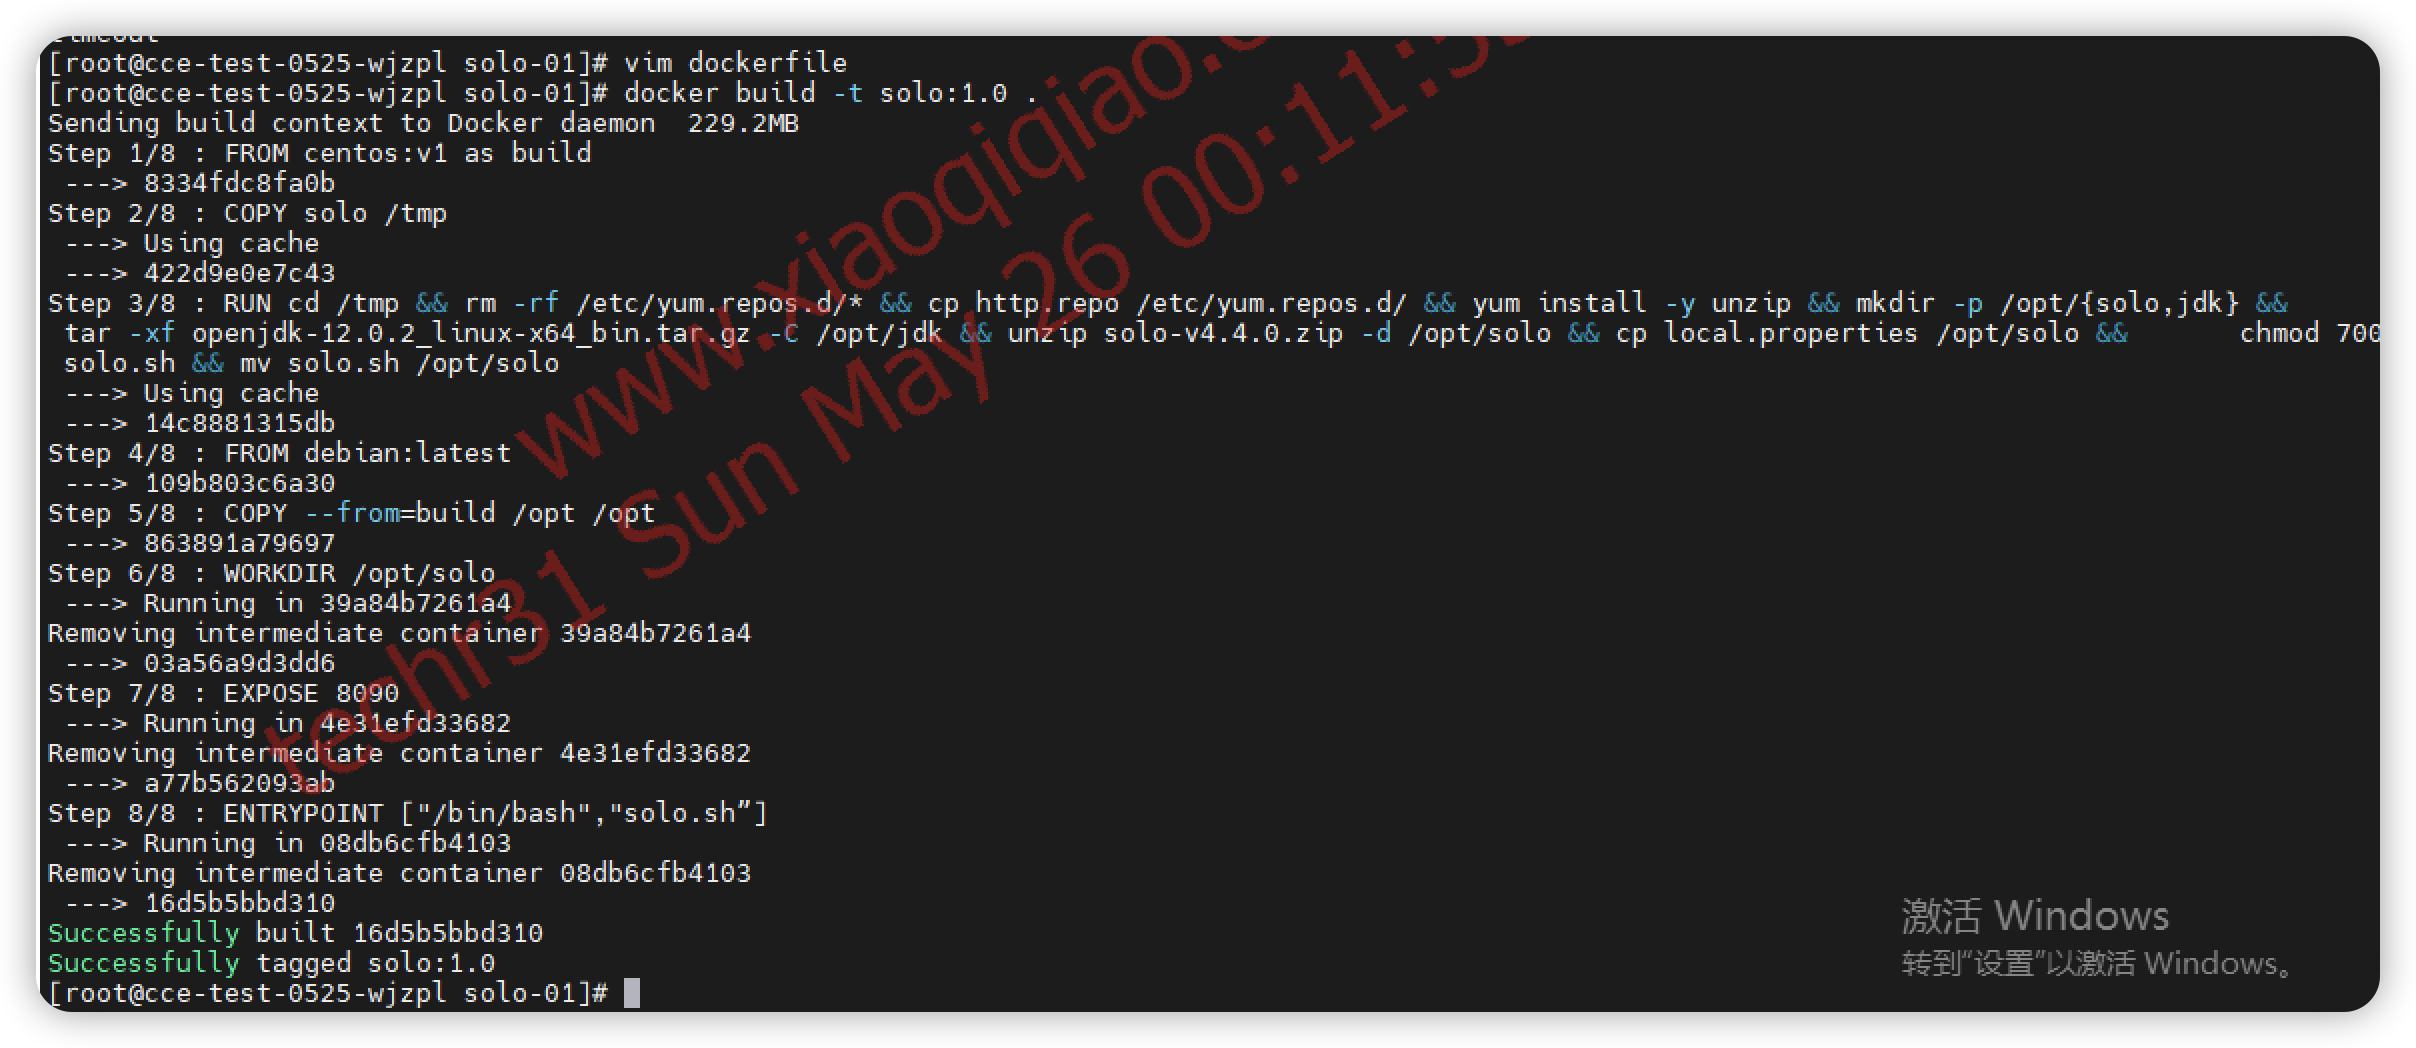 [root@cce-test-0525-wjzpl solo-01]# vim dockerfile
[root@cce-test-0525-wjzpl solo-01]# docker build -t solo:1.0 .
Sending build context to Docker daemon  229.2MB
Step 1/8 : FROM centos:v1 as build
 ---> 8334fdc8fa0b
Step 2/8 : COPY solo /tmp
 ---> Using cache
 ---> 422d9e0e7c43
Step 3/8 : RUN cd /tmp && rm -rf /etc/yum.repos.d/* && cp http.repo /etc/yum.repos.d/ && yum install -y unzip && mkdir -p /opt/{solo,jdk} &&
 tar -xf openjdk-12.0.2_linux-x64_bin.tar.gz -C /opt/jdk && unzip solo-v4.4.0.zip -d /opt/solo && cp local.properties /opt/solo &&       chmod 700
 solo.sh && mv solo.sh /opt/solo
 ---> Using cache
 ---> 14c8881315db
Step 4/8 : FROM debian:latest
 ---> 109b803c6a30
Step 5/8 : COPY --from=build /opt /opt
 ---> 863891a79697
Step 6/8 : WORKDIR /opt/solo
 ---> Running in 39a84b7261a4
Removing intermediate container 39a84b7261a4
 ---> 03a56a9d3dd6
Step 7/8 : EXPOSE 8090
 ---> Running in 4e31efd33682
Removing intermediate container 4e31efd33682
 ---> a77b562093ab
Step 8/8 : ENTRYPOINT ["/bin/bash","solo.sh”]
 ---> Running in 08db6cfb4103
Removing intermediate container 08db6cfb4103
 ---> 16d5b5bbd310
Successfully built 16d5b5bbd310
Successfully tagged solo:1.0
[root@cce-test-0525-wjzpl solo-01]#
www.xiaoqiqiao.
techr31 Sun May 26 00:11:
激活 Windows
转到“设置”以激活 Windows。